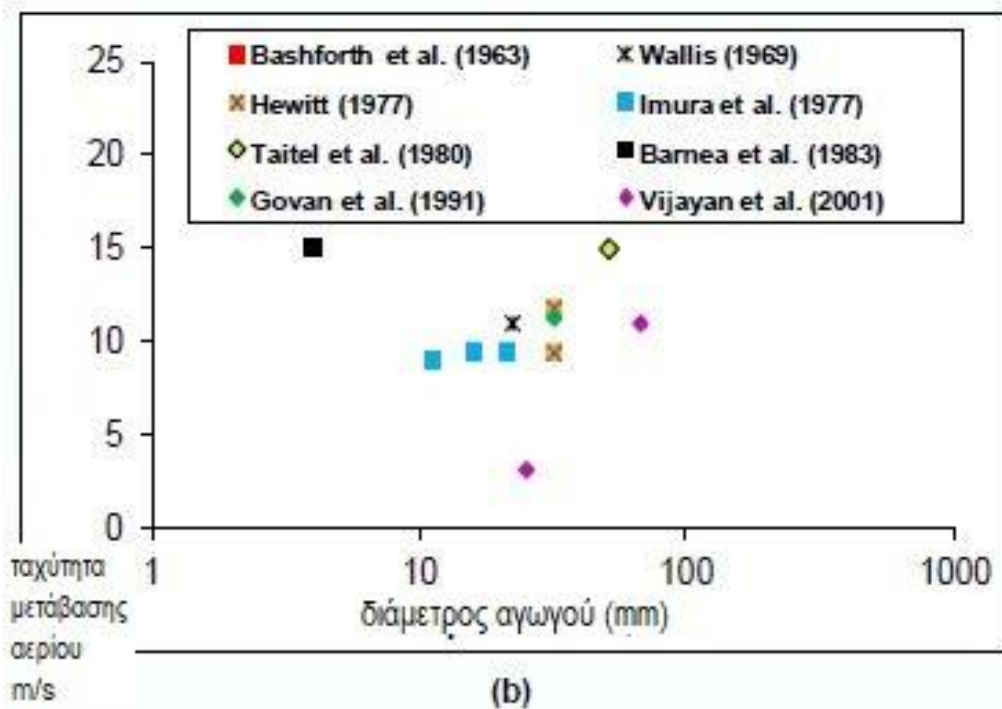 25
20
15
10
5
0
Bashforth et al. (1963)
Wallis (1969)
Hewitt (1977)
Imura et al. (1977)
Taitel et al. (1980)
Barnea et al. (1983)
Govan et al. (1991)
Vijayan et al. (2001)
1 10 100 1000
διάμετρος αγωγού (mm)
ταχύτητα
μετάβασης
αερίου
m/s
(b)